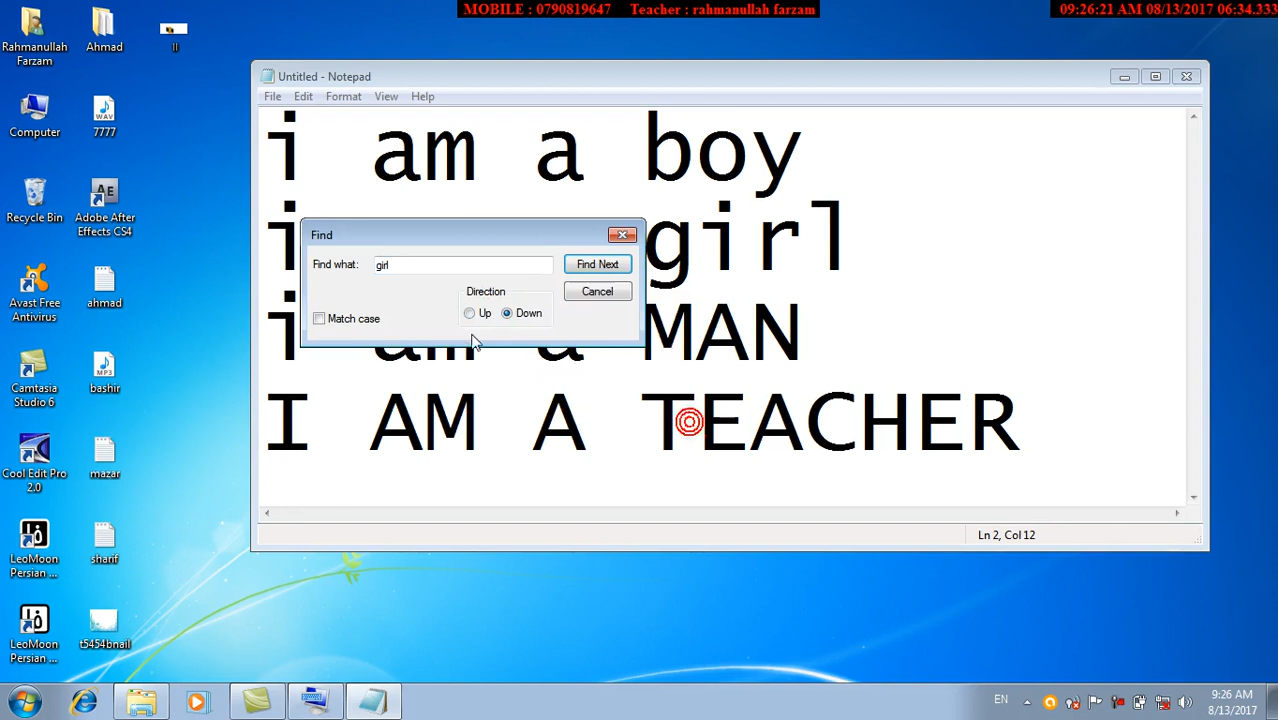 MOBILE : 0790819647 Teacher : rahmanullah farzam
09:26:21 AM 08/13/2017 06:34.333
Rahmanullah Farzam
Ahmad
Computer
7777
Recycle Bin
Adobe After Effects CS4
Avast Free Antivirus
ahmad
Camtasia Studio 6
bashir
Cool Edit Pro 2.0
mazar
LeoMoon Persian ...
sharif
LeoMoon Persian ...
t5454bnail
Untitled - Notepad
File Edit Format View Help
i am a boy
i girl
i am a MAN
I AM A TEACHER
Find
Find what: girl Find Next
Direction Cancel
Match case Up Down
Ln 2, Col 12
EN 9:26 AM
8/13/2017